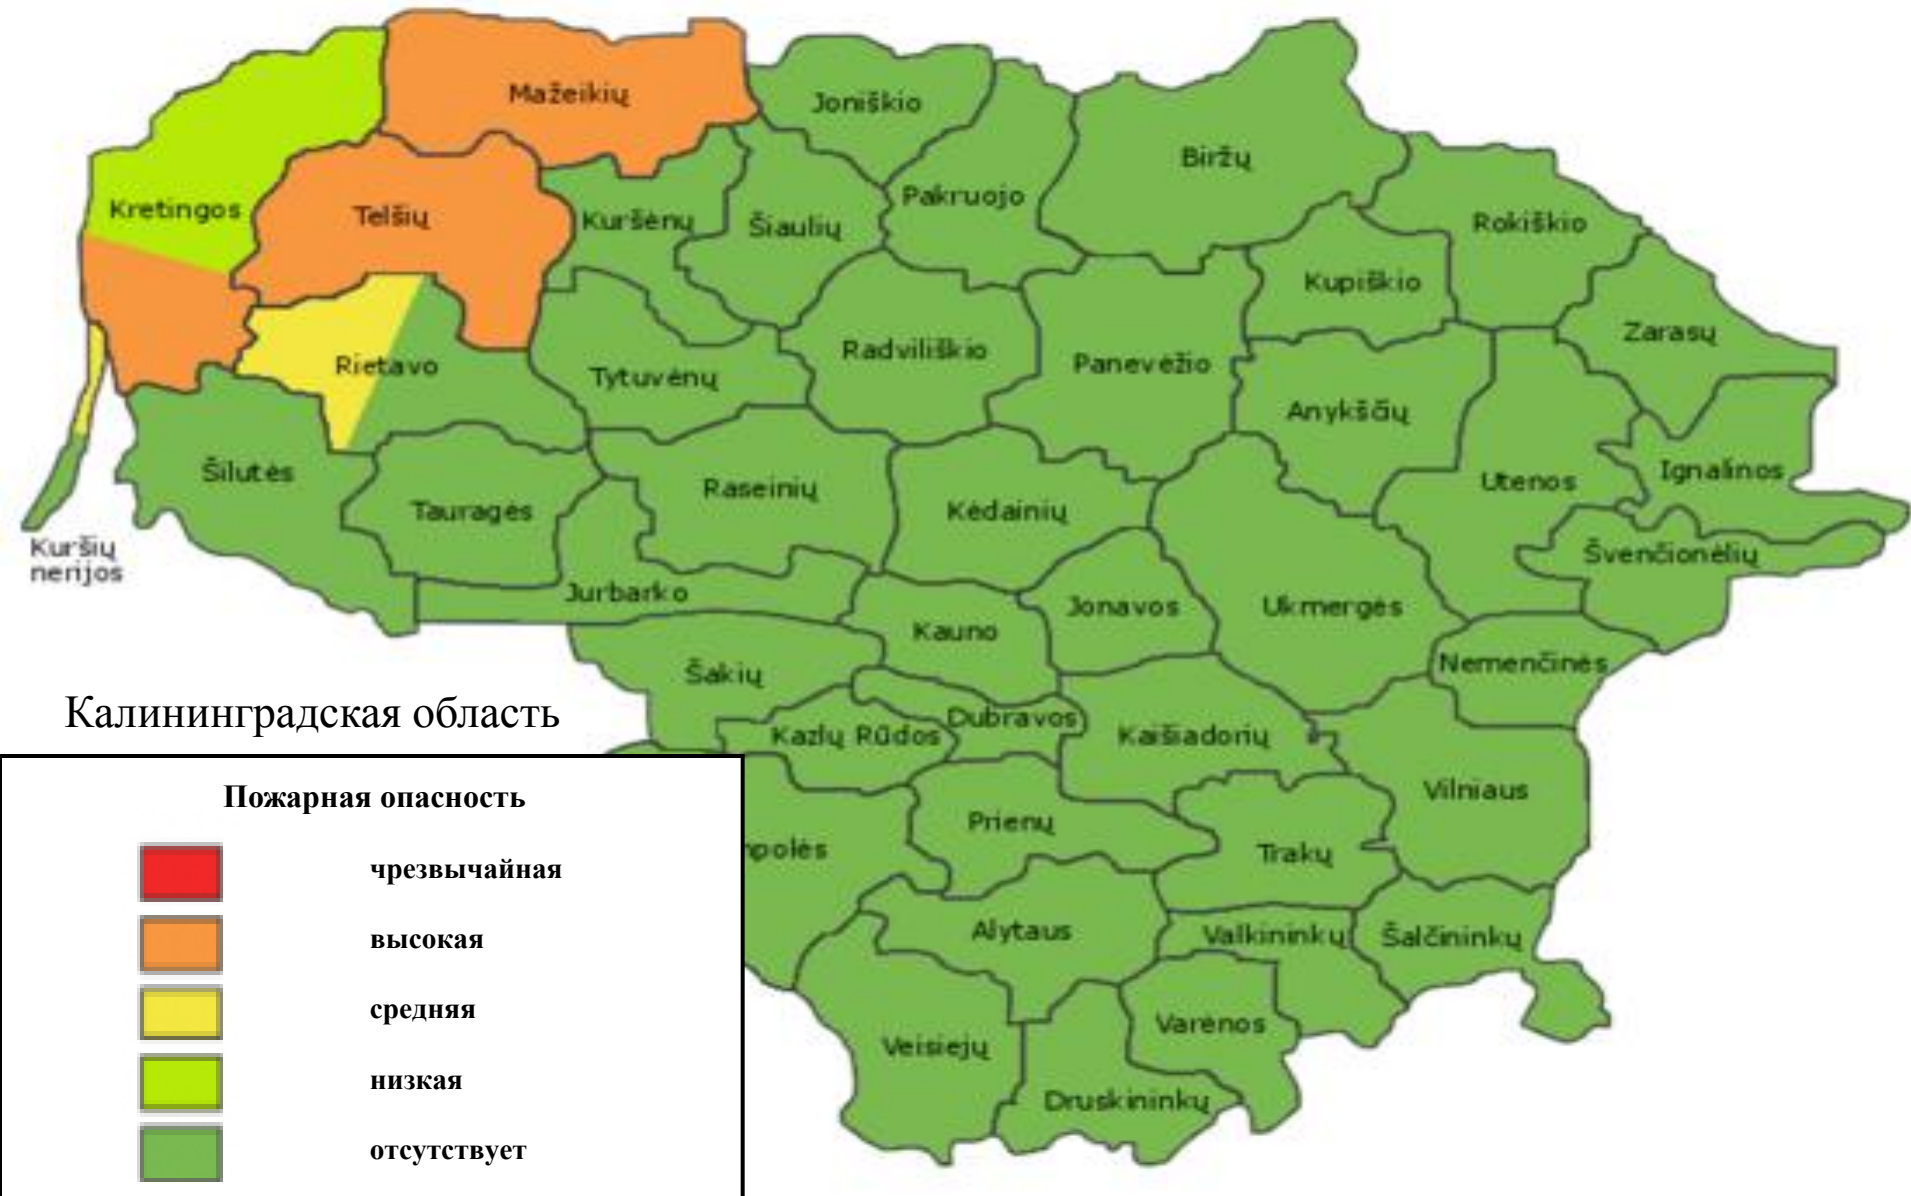 Mažeikių
Joniškio
Biržų
Kretingos
Telšių
Kuršėnų
Šiaulių
Pakruojo
Rokiškio
Kupiškio
Zarasų
Rietavo
Tytuvėnų
Radviliškio
Panevėžio
Anykščių
Šilutės
Tauragės
Raseinių
Kėdainių
Utenos
Ignalinos
Kuršių
nerijos
Švenčionėlių
Jurbarko
Kauno
Jonavos
Ukmergės
Šakių
Nemenčinės
Калининградская область
Kazlų Rūdos
Dubravos
Kaišiadorių
Vilniaus
Пожарная опасность
Prienų
Trakų
polės
чрезвычайная
Alytaus
Valkininkų
Šalčininkų
высокая
средняя
Veisiejų
Varėnos
низкая
Druskininkų
отсутствует